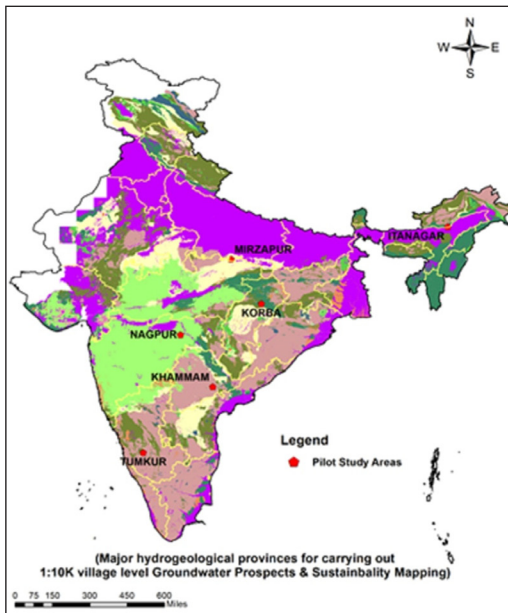 N
W E
S
MIRZAPUR
ITANAGAR
KORBA
NAGPUR
KHAMMAM
TUMKUR
Legend
Pilot Study Areas
(Major hydrogeological provinces for carrying out
1:10K village level Groundwater Prospects & Sustainbality Mapping)
0 75 150 300 450 600
Miles